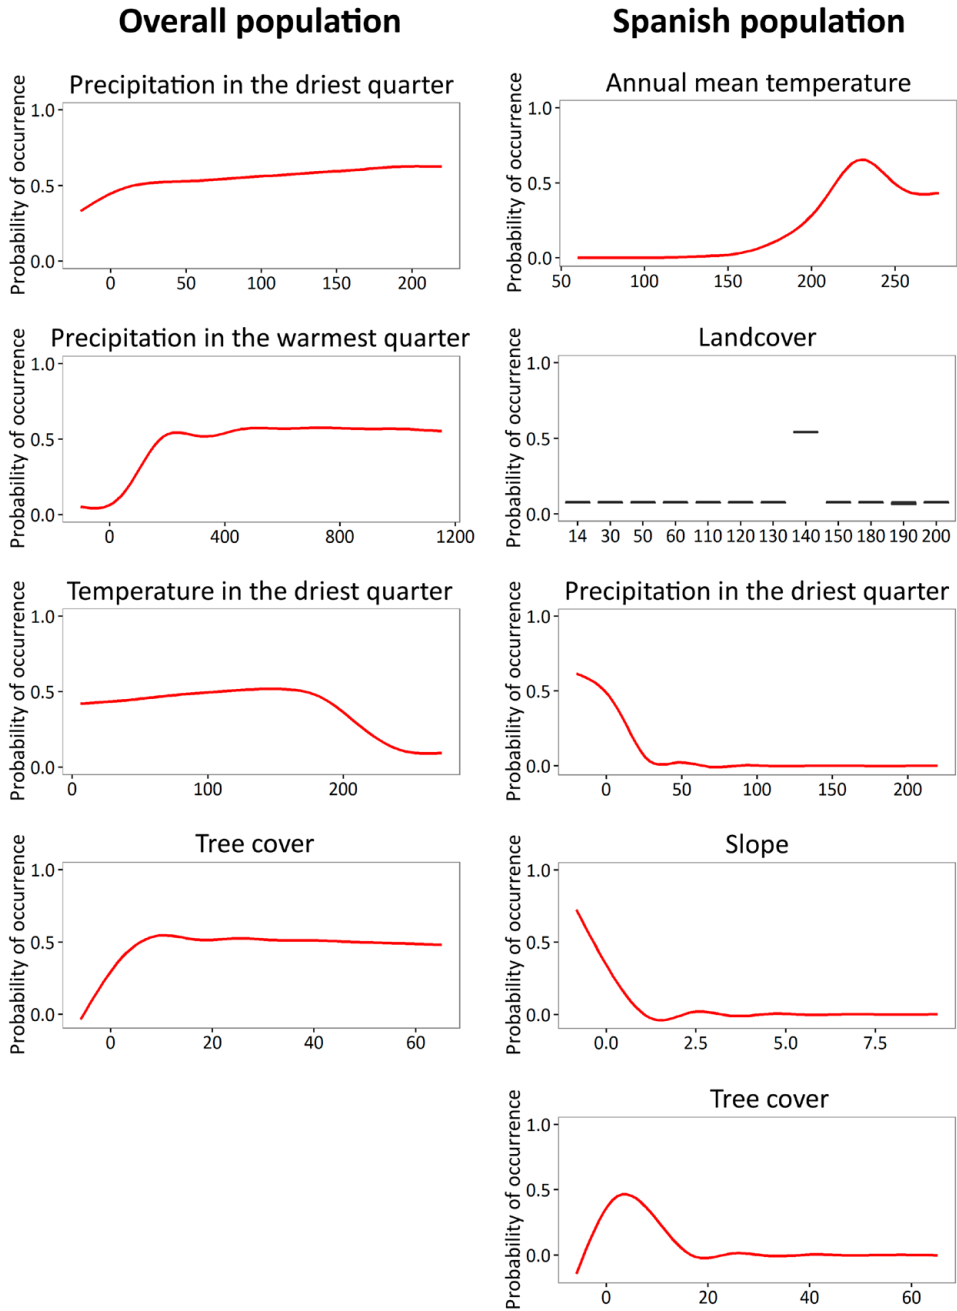 Overall population
Spanish population
Precipitation in the driest quarter
Probability of occurrence
1.0
0.5
0.0
0 50 100 150 200
Annual mean temperature
Probability of occurrence
1.0
0.5
0.0
50 100 150 200 250
Precipitation in the warmest quarter
Probability of occurrence
1.0
0.5
0.0
0 400 800 1200
Landcover
Probability of occurrence
1.0
0.5
0.0
14 30 50 60 110 120 130 140 150 180 190 200
Temperature in the driest quarter
Probability of occurrence
1.0
0.5
0.0
0 100 200
Precipitation in the driest quarter
Probability of occurrence
1.0
0.5
0.0
0 50 100 150 200
Tree cover
Probability of occurrence
1.0
0.5
0.0
0 20 40 60
Slope
Probability of occurrence
1.0
0.5
0.0
0.0 2.5 5.0 7.5
Tree cover
Probability of occurrence
1.0
0.5
0.0
0 20 40 60